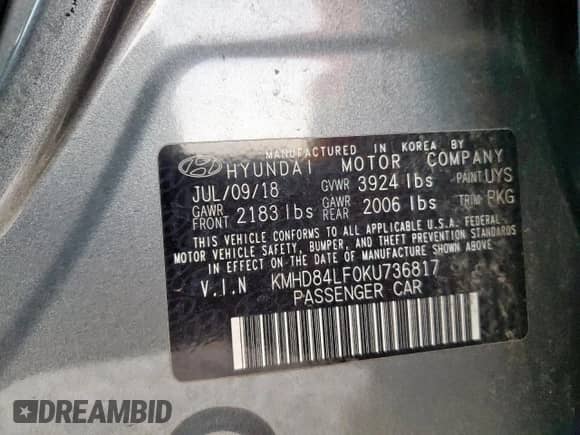 MANUFACTURED IN KOREA BY
HYUNDAI MOTOR COMPANY
JUL/09/18 GVWR 3924 lbs PAINT UYS
GAWR FRONT 2183 lbs GAWR REAR 2006 lbs TRIM PKG
THIS VEHICLE CONFORMS TO ALL APPLICABLE U.S.A. FEDERAL
MOTOR VEHICLE SAFETY, BUMPER, AND THEFT PREVENTION STANDARDS
IN EFFECT ON THE DATE OF MANUFACTURE SHOWN ABOVE.
V.I.N KMHD84LF0KU736817
PASSENGER CAR
DREAMBID